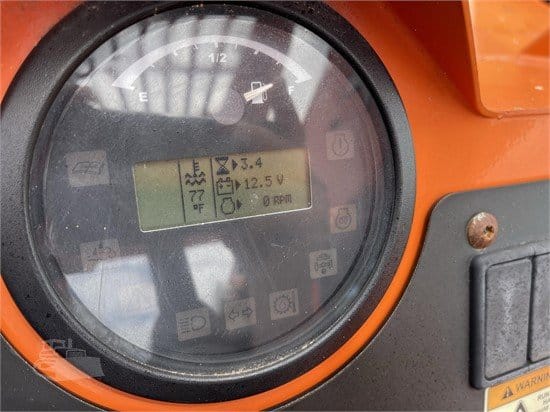 1/2
E
F
3.4
12.5 V
77
°F
0 RPM
WARNING